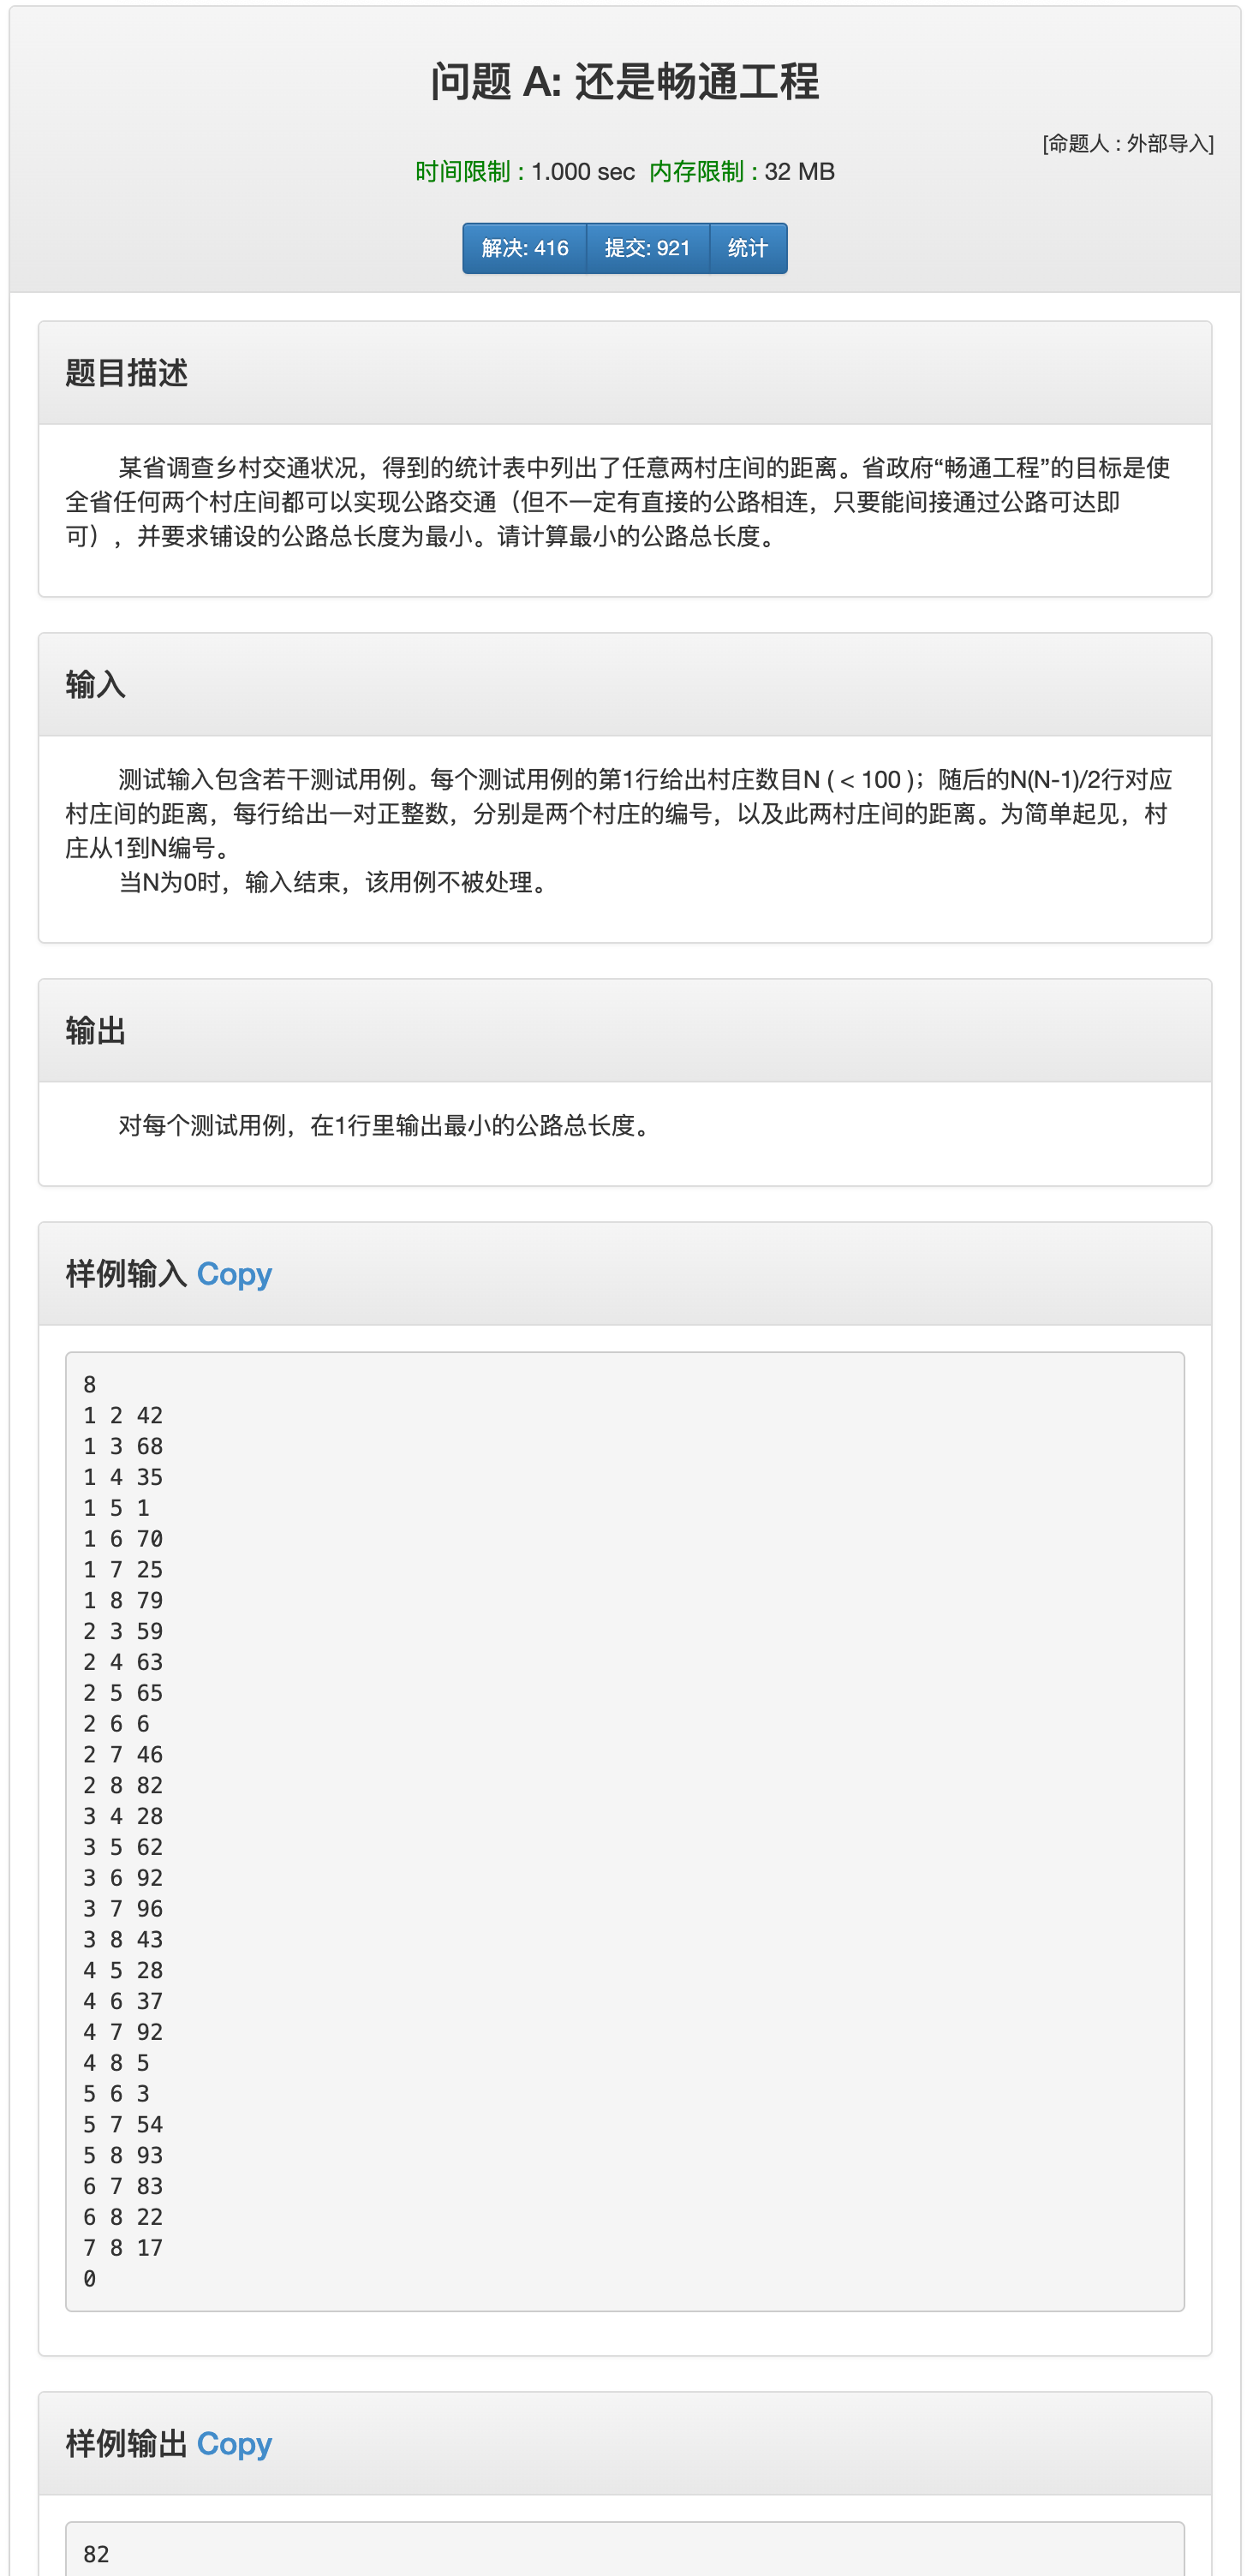 问题 A: 还是畅通工程
[命题人 : 外部导入]
时间限制 : 1.000 sec 内存限制 : 32 MB
解决: 416 提交: 921 统计
题目描述
某省调查乡村交通状况，得到的统计表中列出了任意两村庄间的距离。省政府“畅通工程”的目标是使
全省任何两个村庄间都可以实现公路交通（但不一定有直接的公路相连，只要能间接通过公路可达即
可），并要求铺设的公路总长度为最小。请计算最小的公路总长度。
输入
测试输入包含若干测试用例。每个测试用例的第1行给出村庄数目N ( < 100 )；随后的N(N-1)/2行对应
村庄间的距离，每行给出一对正整数，分别是两个村庄的编号，以及此两村庄间的距离。为简单起见，村
庄从1到N编号。
当N为0时，输入结束，该用例不被处理。
输出
对每个测试用例，在1行里输出最小的公路总长度。
样例输入 Copy
8
1 2 42
1 3 68
1 4 35
1 5 1
1 6 70
1 7 25
1 8 79
2 3 59
2 4 63
2 5 65
2 6 6
2 7 46
2 8 82
3 4 28
3 5 62
3 6 92
3 7 96
3 8 43
4 5 28
4 6 37
4 7 92
4 8 5
5 6 3
5 7 54
5 8 93
6 7 83
6 8 22
7 8 17
0
样例输出 Copy
82